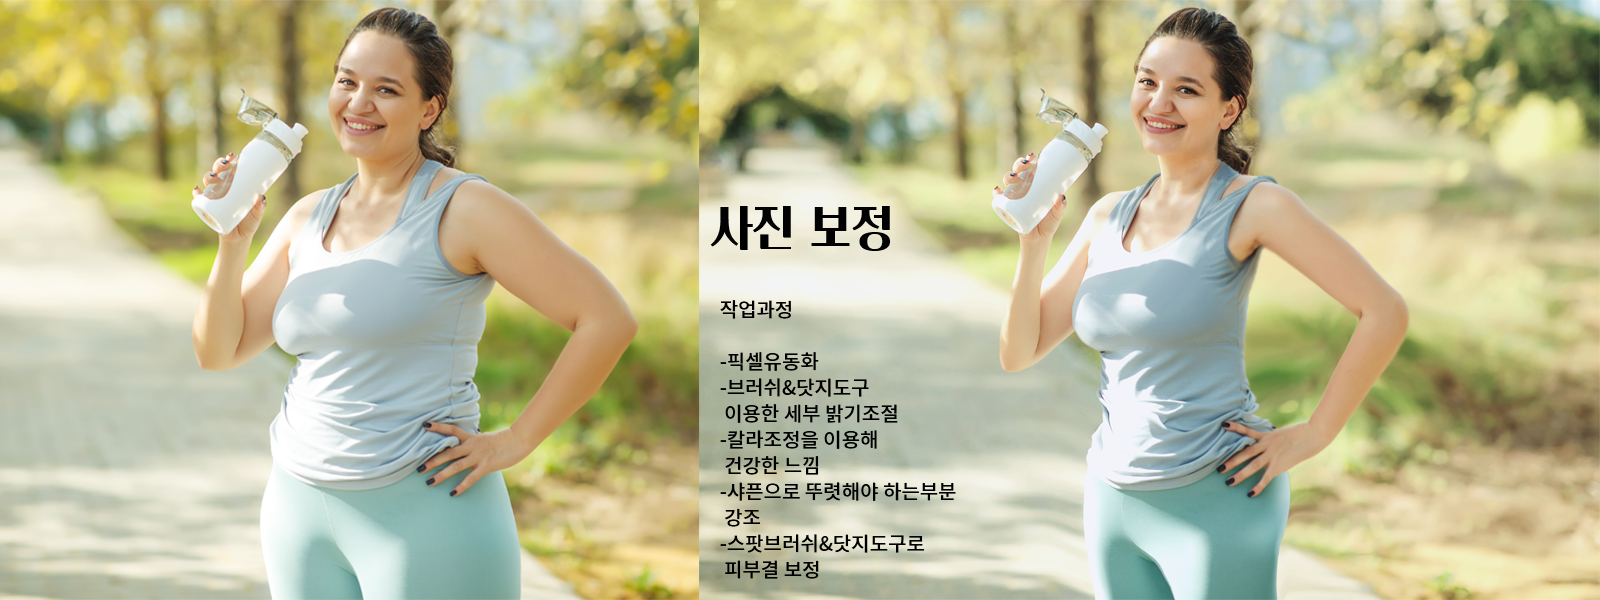 사진 보정
작업과정
-픽셀유동화
-브러쉬&닷지도구
이용한 세부 밝기조절
-칼라조정을 이용해
건강한 느낌
-샤픈으로 뚜렷해야 하는부분
강조
-스팟브러쉬&닷지도구로
피부결 보정